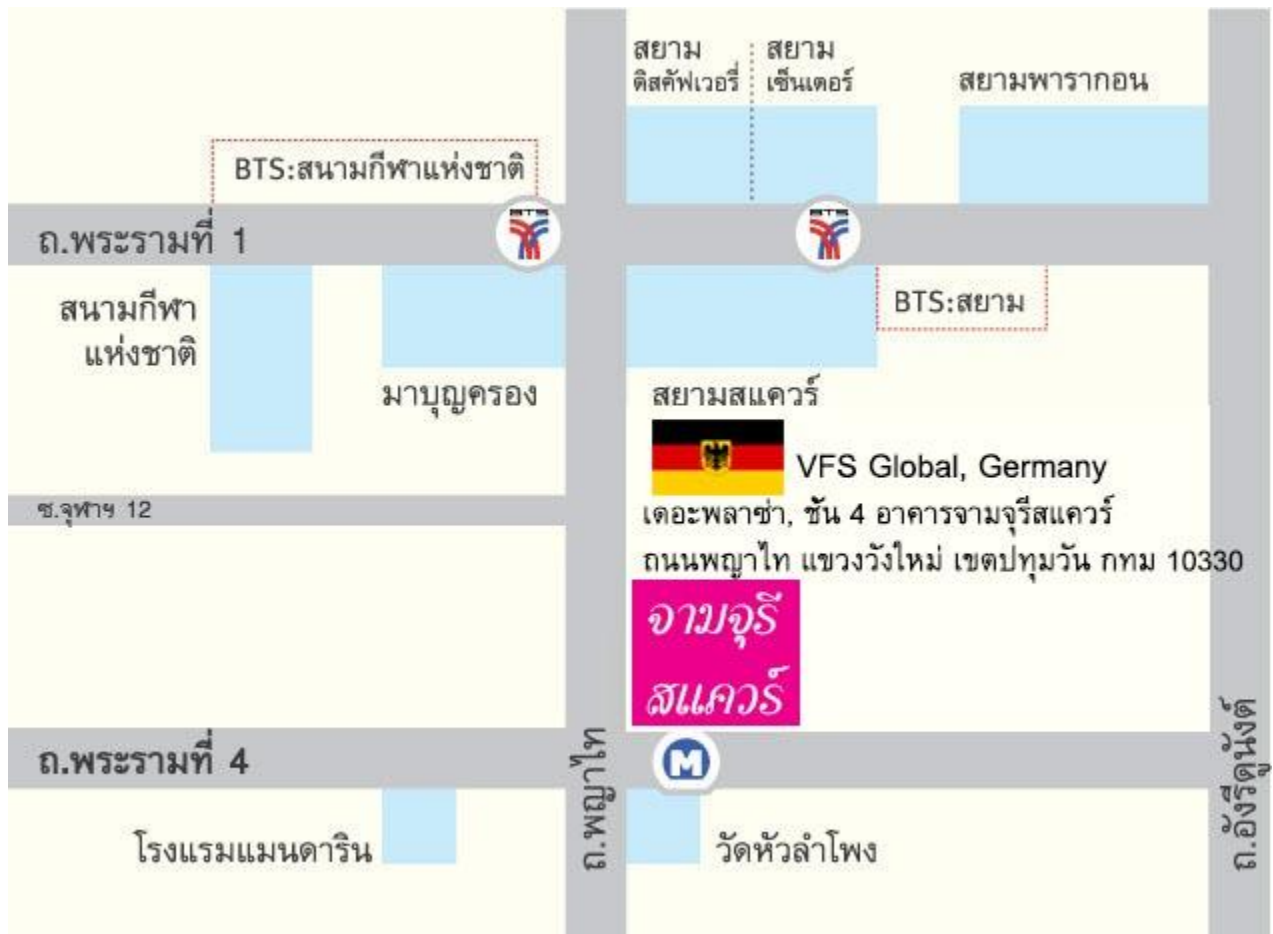 สยาม
ดิสคัฟเวอรี่
สยาม
เซ็นเตอร์
สยามพารากอน
BTS:สนามกีฬาแห่งชาติ
BTS
BTS
ถ.พระรามที่ 1
สนามกีฬา
แห่งชาติ
BTS:สยาม
มาบุญครอง
สยามสแควร์
VFS Global, Germany
ซ.จุฬาฯ 12
เดอะพลาซ่า, ชั้น 4 อาคารจามจุรีสแควร์
ถนนพญาไท แขวงวังใหม่ เขตปทุมวัน กทม 10330
จามจุรี
สแควร์
ถ.พระรามที่ 4
M
ถ.พญาไท
ถ.อังรีดูนังต์
โรงแรมแมนดาริน
วัดหัวลำโพง